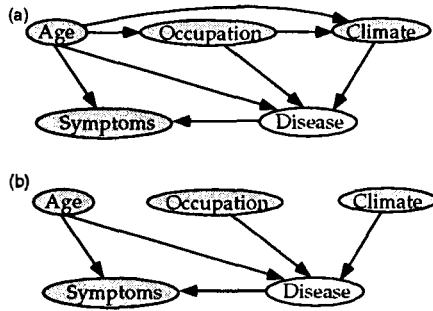 (a)
Age Occupation Climate
Symptoms Disease
(b)
Age Occupation Climate
Symptoms Disease